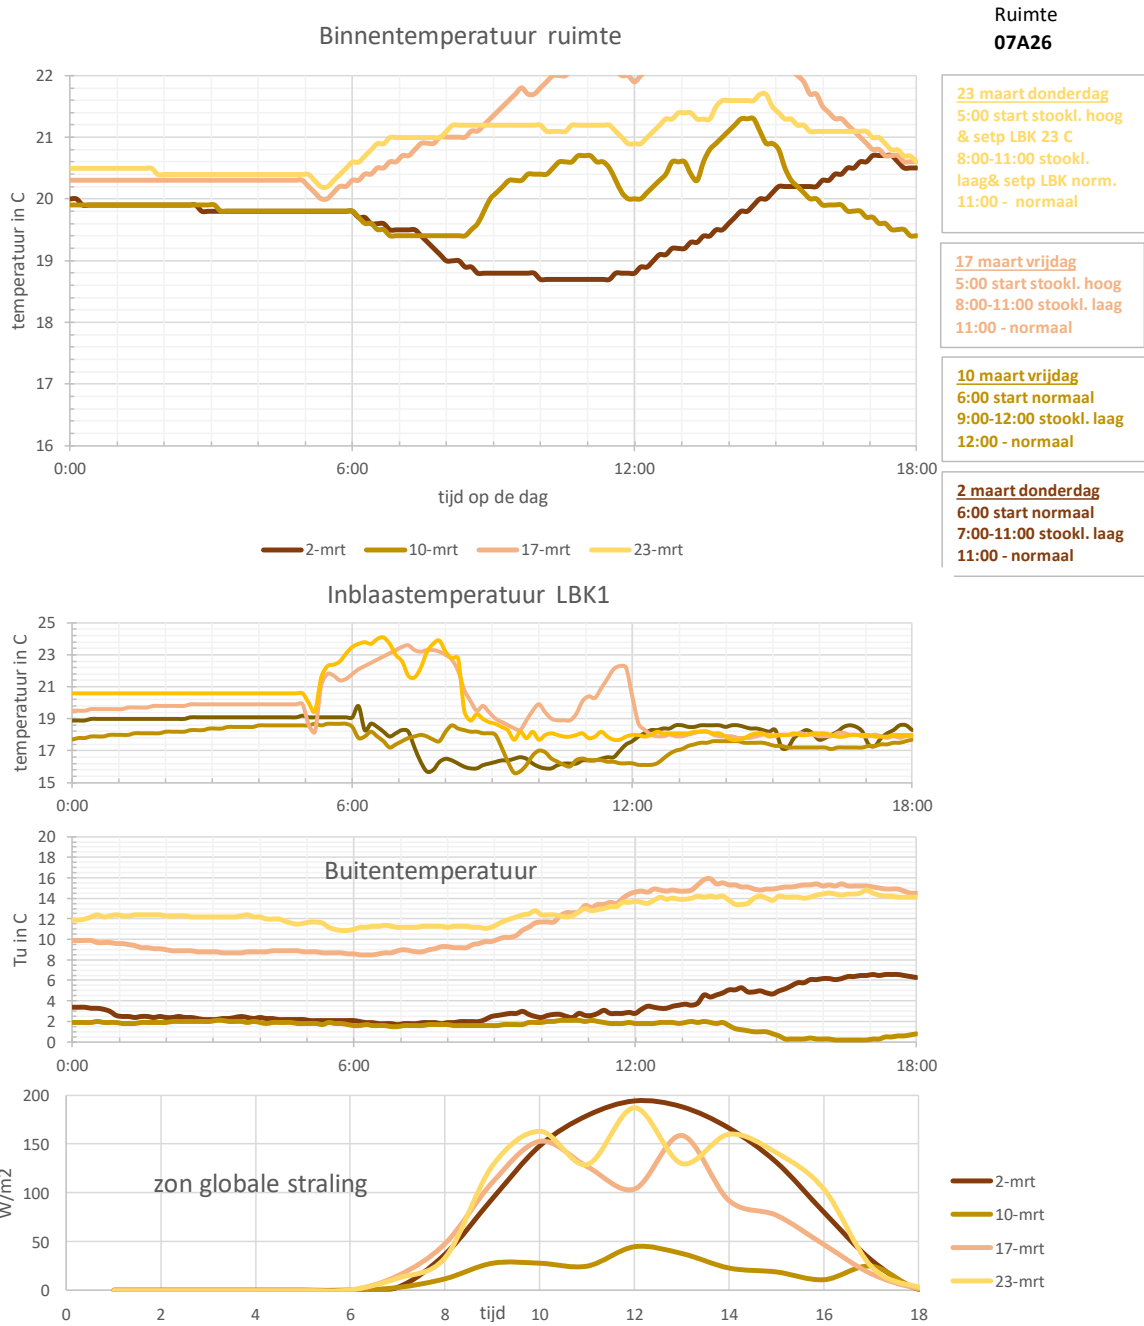 Binnentemperatuur ruimte
Ruimte
07A26
22
21
20
19
18
17
16
temperatuur in C
0:00
6:00
12:00
18:00
tijd op de dag
2-mrt
10-mrt
17-mrt
23-mrt
23 maart donderdag
5:00 start stookl. hoog
& setp LBK 23 C
8:00-11:00 stookl.
laag& setp LBK norm.
11:00 - normaal
17 maart vrijdag
5:00 start stookl. hoog
8:00-11:00 stookl. laag
11:00 - normaal
10 maart vrijdag
6:00 start normaal
9:00-12:00 stookl. laag
12:00 - normaal
2 maart donderdag
6:00 start normaal
7:00-11:00 stookl. laag
11:00 - normaal
Inblaastemperatuur LBK1
25
23
21
19
17
15
temperatuur in C
0:00
6:00
12:00
18:00
Buitentemperatuur
20
18
16
14
12
10
8
6
4
2
0
Tu in C
0:00
6:00
12:00
18:00
zon globale straling
200
150
100
50
0
W/m2
0
2
4
6
8
tijd
10
12
14
16
18
2-mrt
10-mrt
17-mrt
23-mrt